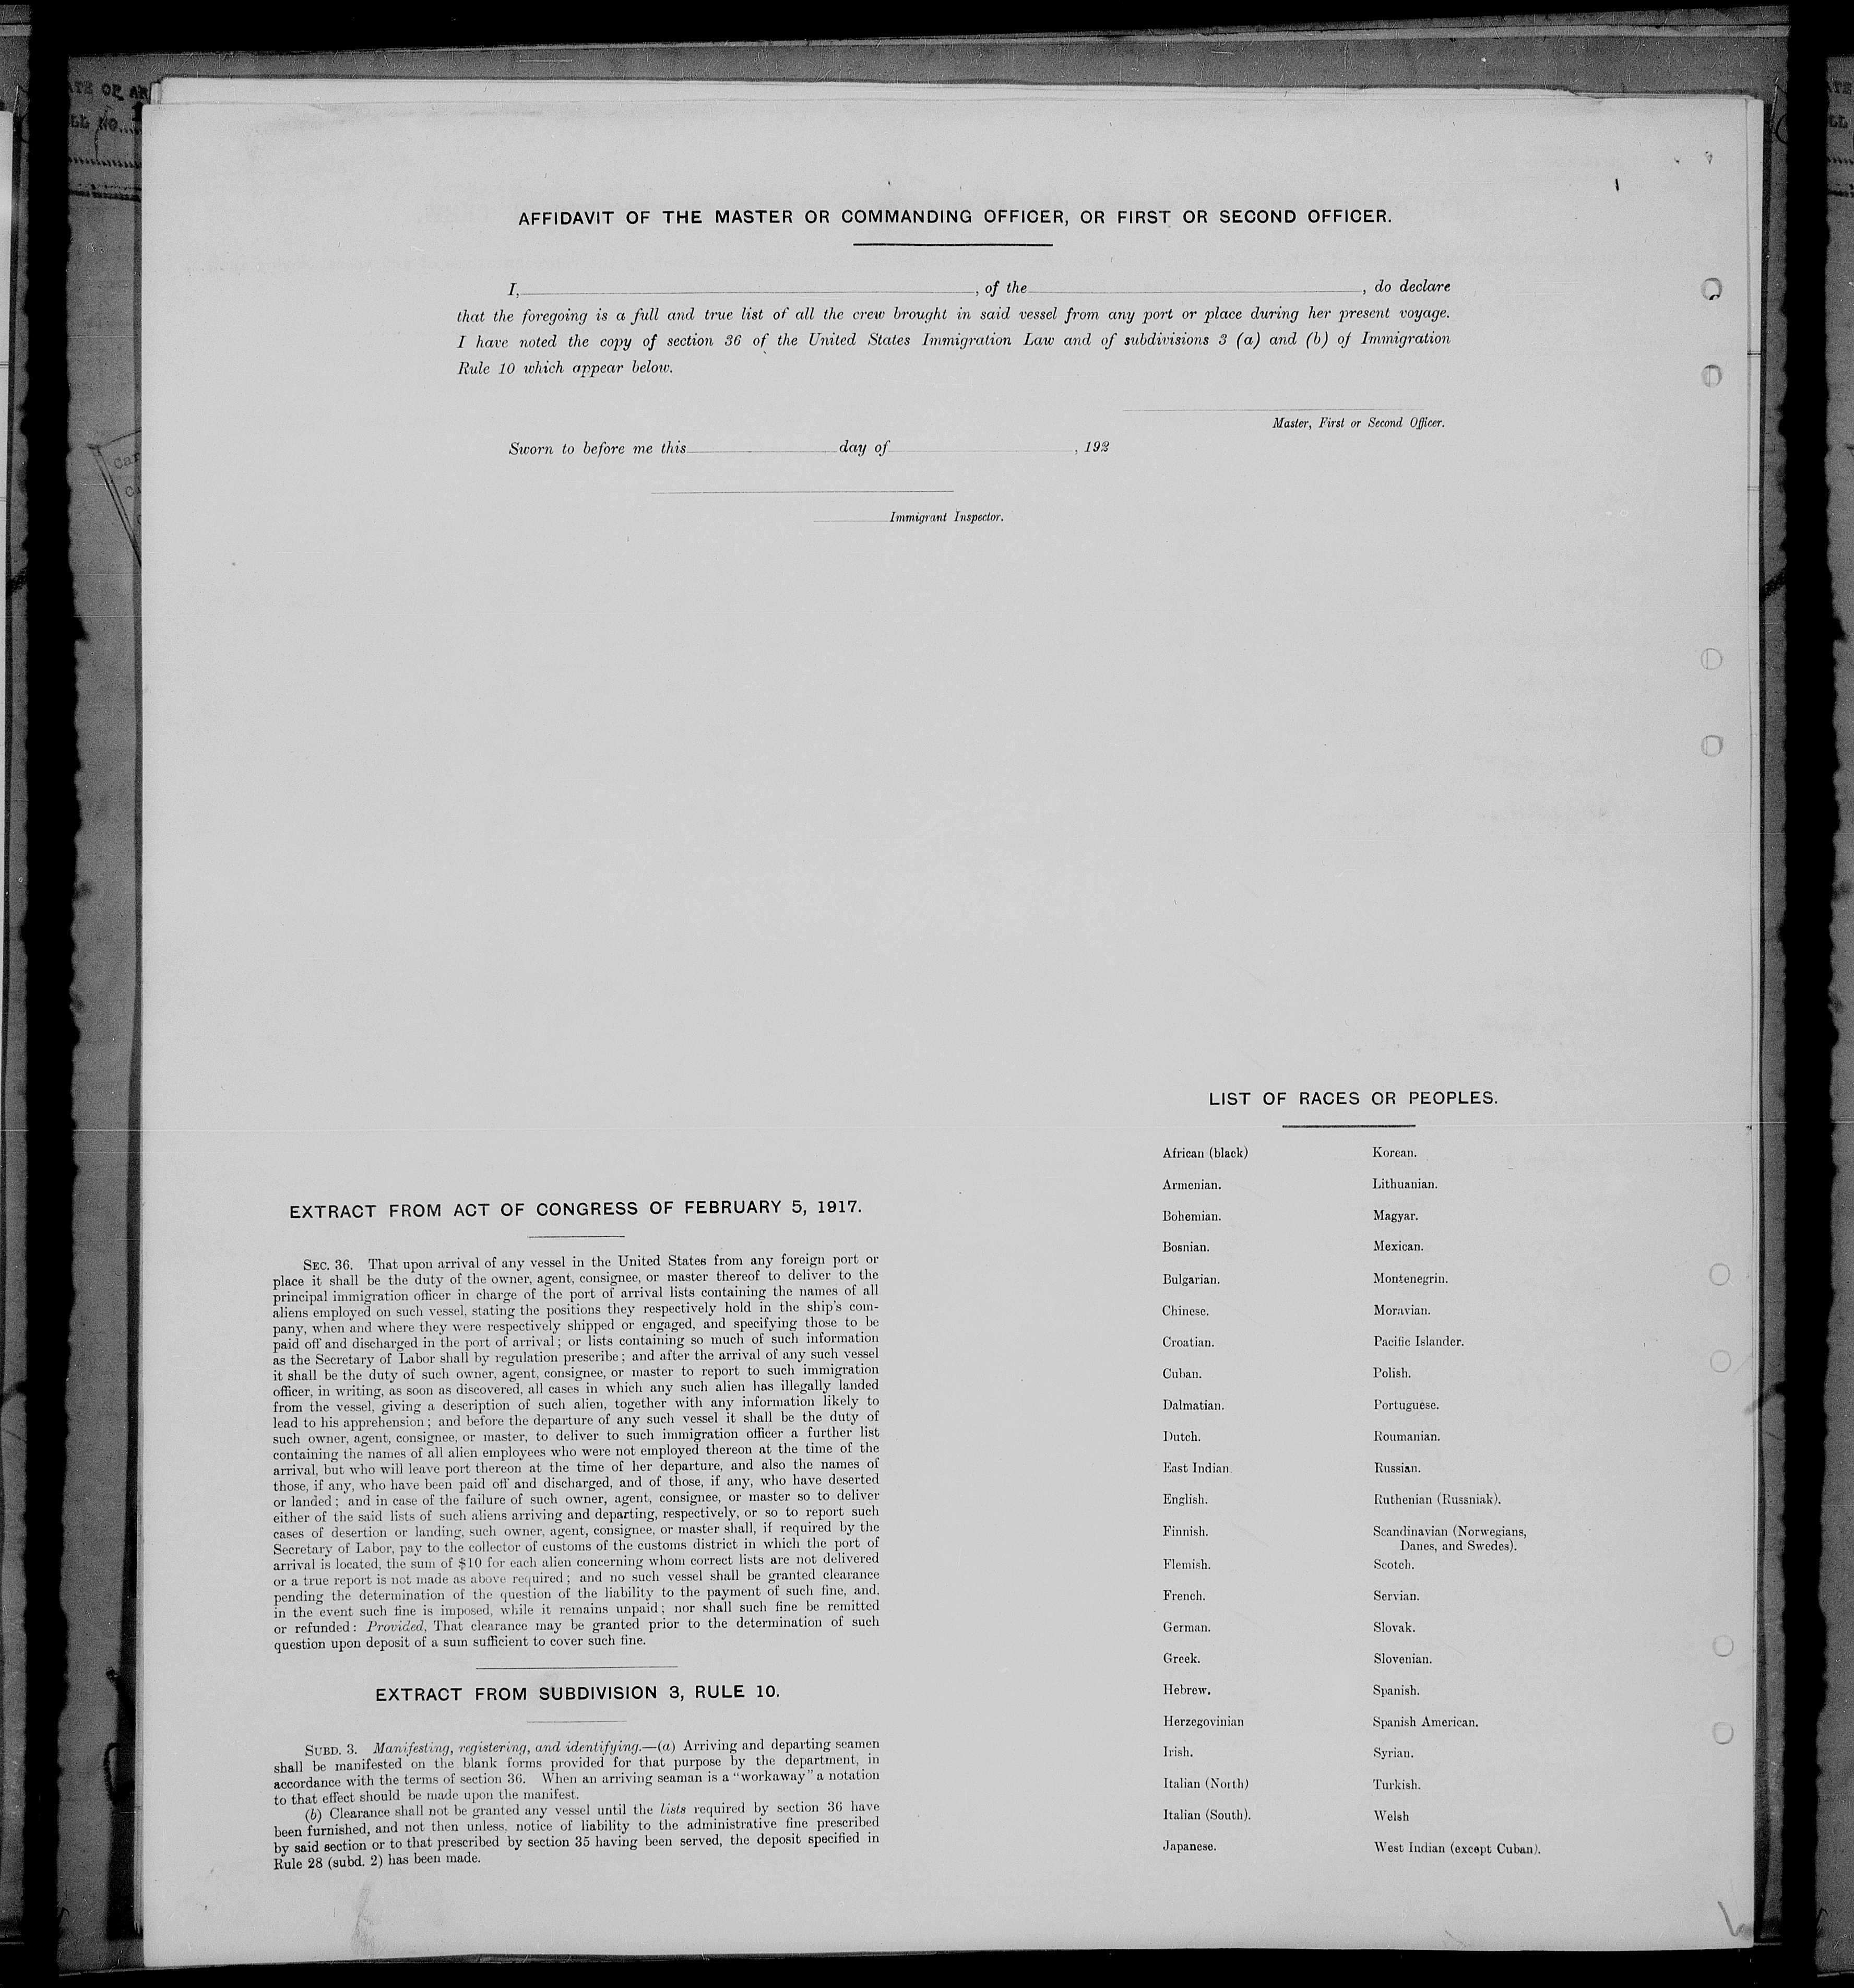 ATE OF AR
LL NO.
AFFIDAVIT OF THE MASTER OR COMMANDING OFFICER, OR FIRST OR SECOND OFFICER.
I, , of the , do declare
that the foregoing is a full and true list of all the crew brought in said vessel from any port or place during her present voyage.
I have noted the copy of section 36 of the United States Immigration Law and of subdivisions 3 (a) and (b) of Immigration
Rule 10 which appear below.
Master, First or Second Officer.
Sworn to before me this day of , 192
Immigrant Inspector.
EXTRACT FROM ACT OF CONGRESS OF FEBRUARY 5, 1917.
SEC. 36. That upon arrival of any vessel in the United States from any foreign port or
place it shall be the duty of the owner, agent, consignee, or master thereof to deliver to the
principal immigration officer in charge of the port of arrival lists containing the names of all
aliens employed on such vessel, stating the positions they respectively hold in the ship's com-
pany, when and where they were respectively shipped or engaged, and specifying those to be
paid off and discharged in the port of arrival; or lists containing so much of such information
as the Secretary of Labor shall by regulation prescribe; and after the arrival of any such vessel
it shall be the duty of such owner, agent, consignee, or master to report to such immigration
officer, in writing, as soon as discovered, all cases in which any such alien has illegally landed
from the vessel, giving a description of such alien, together with any information likely to
lead to his apprehension; and before the departure of any such vessel it shall be the duty of
such owner, agent, consignee, or master, to deliver to such immigration officer a further list
containing the names of all alien employees who were not employed thereon at the time of the
arrival, but who will leave port thereon at the time of her departure, and also the names of
those, if any, who have been paid off and discharged, and of those, if any, who have deserted
or landed; and in case of the failure of such owner, agent, consignee, or master so to deliver
either of the said lists of such aliens arriving and departing, respectively, or so to report such
cases of desertion or landing, such owner, agent, consignee, or master shall, if required by the
Secretary of Labor, pay to the collector of customs of the customs district in which the port of
arrival is located, the sum of $10 for each alien concerning whom correct lists are not delivered
or a true report is not made as above required; and no such vessel shall be granted clearance
pending the determination of the question of the liability to the payment of such fine, and,
in the event such fine is imposed, while it remains unpaid; nor shall such fine be remitted
or refunded: Provided, That clearance may be granted prior to the determination of such
question upon deposit of a sum sufficient to cover such fine.
EXTRACT FROM SUBDIVISION 3, RULE 10.
SUBD. 3. Manifesting, registering, and identifying.—(a) Arriving and departing seamen
shall be manifested on the blank forms provided for that purpose by the department, in
accordance with the terms of section 36. When an arriving seaman is a "workaway" a notation
to that effect should be made upon the manifest.
(b) Clearance shall not be granted any vessel until the lists required by section 36 have
been furnished, and not then unless, notice of liability to the administrative fine prescribed
by said section or to that prescribed by section 35 having been served, the deposit specified in
Rule 28 (subd. 2) has been made.
LIST OF RACES OR PEOPLES.
African (black)
Armenian.
Bohemian.
Bosnian.
Bulgarian.
Chinese.
Croatian.
Cuban.
Dalmatian.
Dutch.
East Indian
English.
Finnish.
Flemish.
French.
German.
Greek.
Hebrew.
Herzegovinian
Irish.
Italian (North)
Italian (South).
Japanese.
Korean.
Lithuanian.
Magyar.
Mexican.
Montenegrin.
Moravian.
Pacific Islander.
Polish.
Portuguese.
Roumanian.
Russian.
Ruthenian (Russniak).
Scandinavian (Norwegians,
Danes, and Swedes).
Scotch.
Servian.
Slovak.
Slovenian.
Spanish.
Spanish American.
Syrian.
Turkish.
Welsh
West Indian (except Cuban).